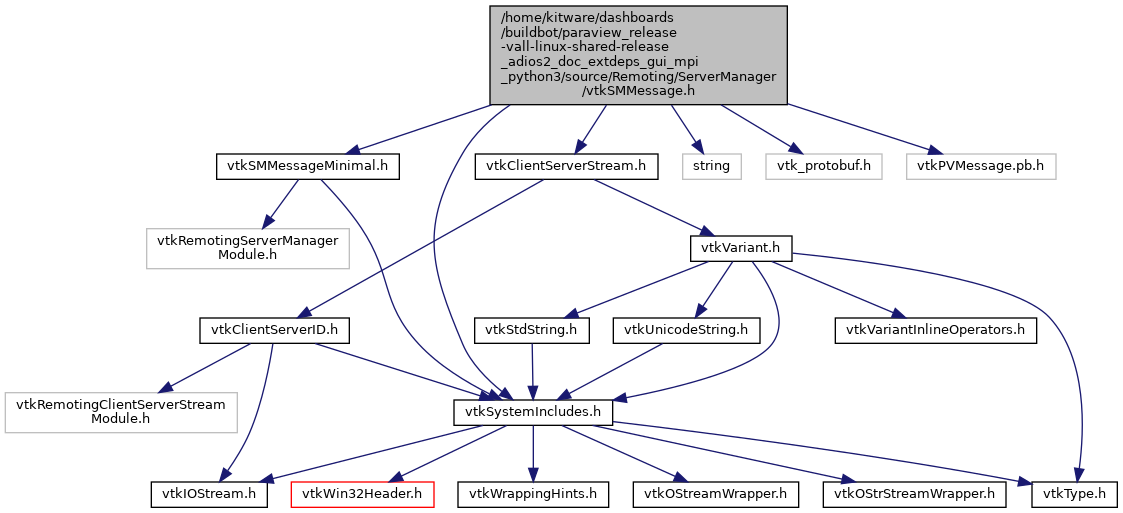 /home/kitware/dashboards
/buildbot/paraview_release
-vall-linux-shared-release
_adios2_doc_extdeps_gui_mpi
_python3/source/Remoting/ServerManager
/vtkSMMessage.h
vtkSMMessageMinimal.h
vtkClientServerStream.h
string
vtk_protobuf.h
vtkPVMessage.pb.h
vtkRemotingServerManager
Module.h
vtkVariant.h
vtkClientServerID.h
vtkStdString.h
vtkUnicodeString.h
vtkVariantInlineOperators.h
vtkRemotingClientServerStream
Module.h
vtkSystemIncludes.h
vtkIOStream.h
vtkWin32Header.h
vtkWrappingHints.h
vtkOStreamWrapper.h
vtkOStrStreamWrapper.h
vtkType.h